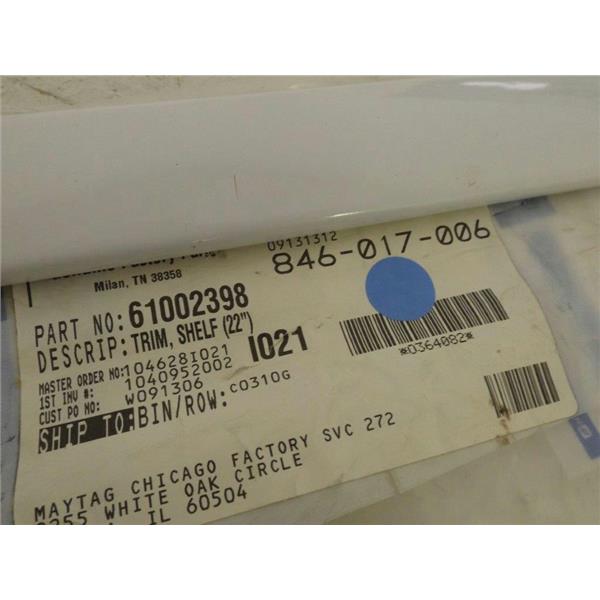 Factory
Milan, TN 38358
09131312
846-017-006
PART NO: 61002398
DESCRIP: TRIM, SHELF (22")
MASTER ORDER NO: 104628I021 I021
1ST INV #: 1040952002
CUST PO NO: W091306
*0364082*
SHIP TO: BIN/ROW: C0310G
MAYTAG CHICAGO FACTORY SVC 272
WHITE OAK CIRCLE
IL 60504